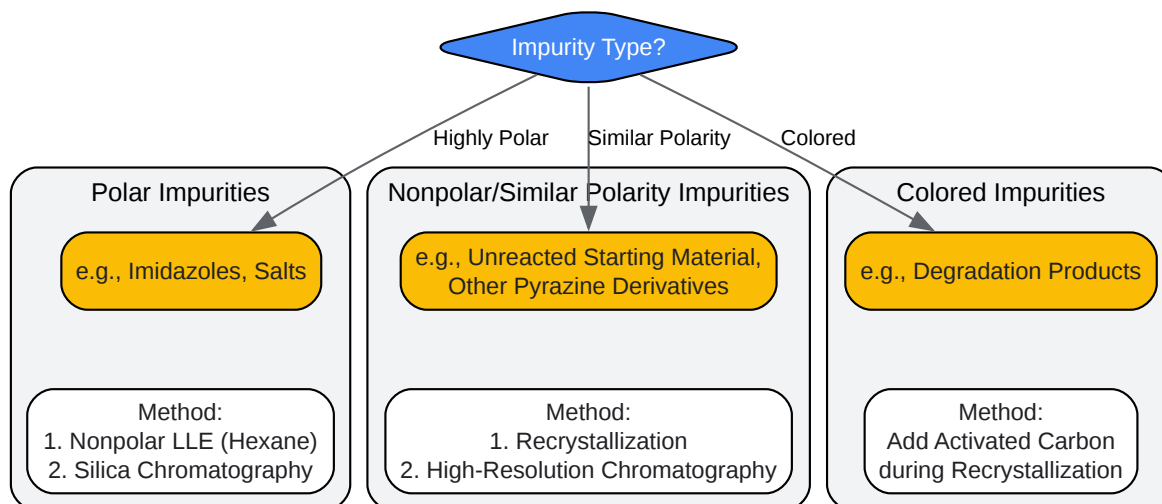 Impurity Type?
Highly Polar
Similar Polarity
Colored
Polar Impurities
e.g., Imidazoles, Salts
Method:
1. Nonpolar LLE (Hexane)
2. Silica Chromatography
Nonpolar/Similar Polarity Impurities
e.g., Unreacted Starting Material,
Other Pyrazine Derivatives
Method:
1. Recrystallization
2. High-Resolution Chromatography
Colored Impurities
e.g., Degradation Products
Method:
Add Activated Carbon
during Recrystallization